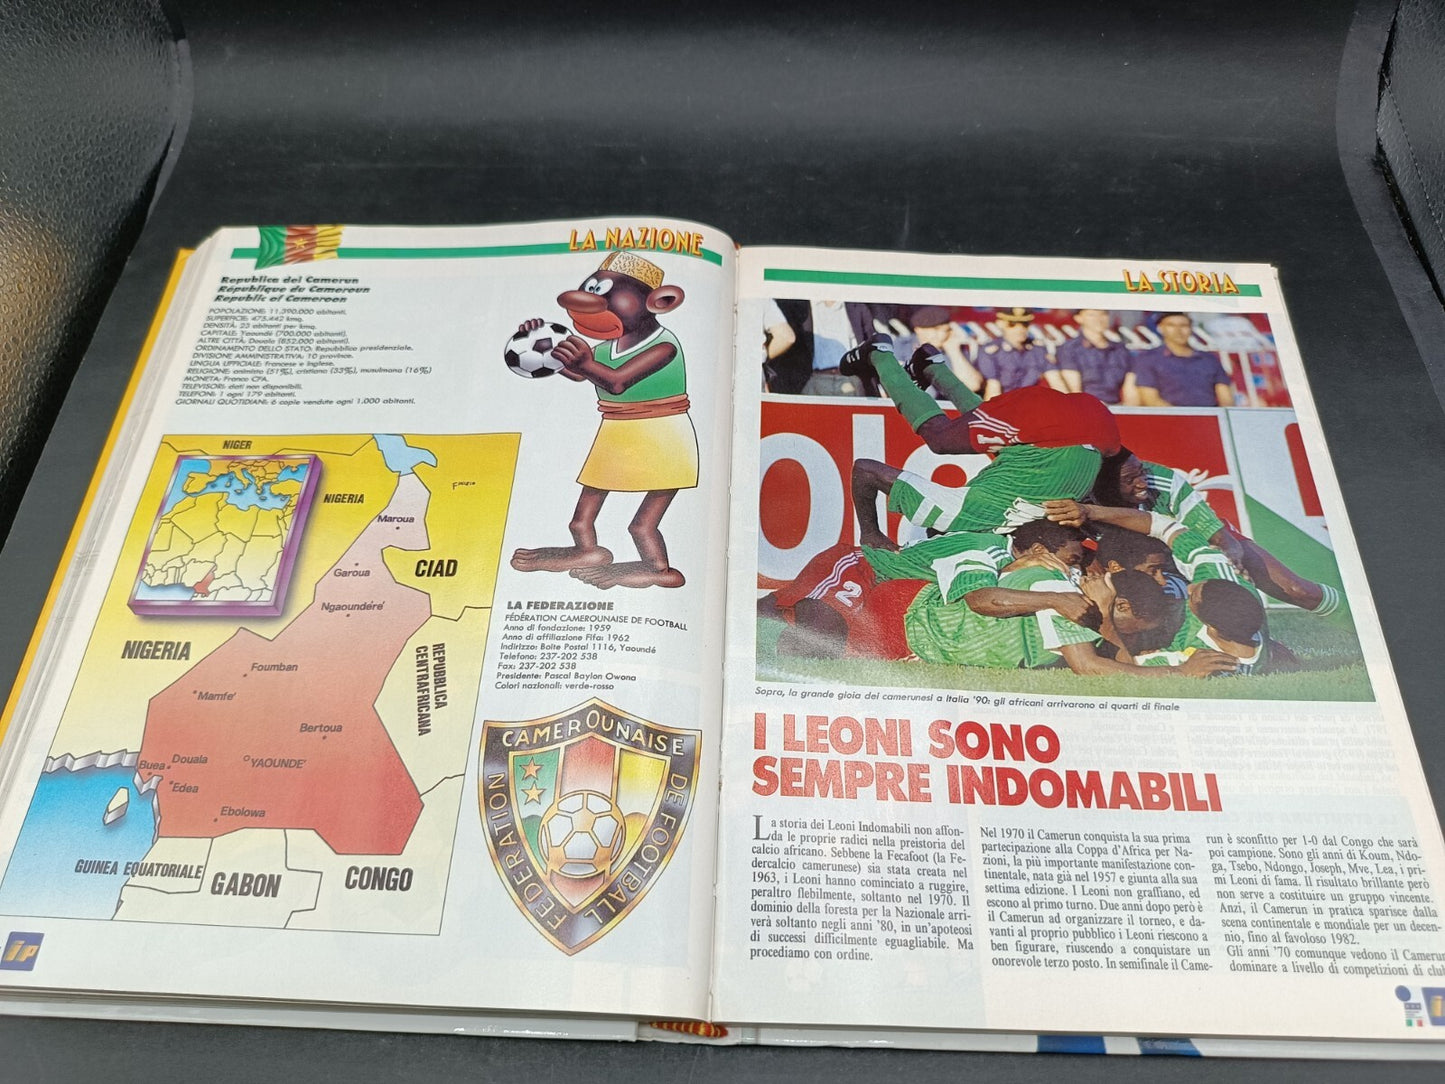 LA NAZIONE
Republica del Camerun
République du Cameroun
Republic of Cameroon
POPOLAZIONE: 11.390.000 abitanti.
SUPERFICIE: 475.442 kmq.
DENSITÀ: 23 abitanti per kmq.
CAPITALE: Yaoundé (700.000 abitanti).
ALTRE CITTÀ: Douala (852.000 abitanti).
ORDINAMENTO DELLO STATO: Repubblica presidenziale.
DIVISIONE AMMINISTRATIVA: 10 province.
LINGUA UFFICIALE: francese e inglese.
RELIGIONE: animista (51%), cristiana (33%), musulmana (16%)
MONETA: Franco CFA.
TELEVISORI: dati non disponibili.
TELEFONI: 1 ogni 179 abitanti.
GIORNALI QUOTIDIANI: 6 copie vendute ogni 1.000 abitanti.
NIGER
NIGERIA
Maroua
CIAD
Garoua
Ngaoundéré
NIGERIA
REPUBBLICA
CENTRAFRICANA
Foumban
Mamfé
Bertoua
Buea
Douala
YAOUNDE'
Edea
Ebolowa
GUINEA EQUATORIALE
GABON
CONGO
LA FEDERAZIONE
FÉDÉRATION CAMEROUNAISE DE FOOTBALL
Anno di fondazione: 1959
Anno di affiliazione Fifa: 1962
Indirizzo: Boite Postal 1116, Yaoundé
Telefono: 237-202 538
Fax: 237-202 538
Presidente: Pascal Baylon Owona
Colori nazionali: verde-rosso
FEDERATION CAMEROUNAISE DE FOOTBALL
ip
LA STORIA
2
Sopra, la grande gioia dei camerunesi a Italia '90: gli africani arrivarono ai quarti di finale
I LEONI SONO
SEMPRE INDOMABILI
La storia dei Leoni Indomabili non affon-
da le proprie radici nella preistoria del
calcio africano. Sebbene la Fecafoot (la Fe-
dercalcio camerunese) sia stata creata nel
1963, i Leoni hanno cominciato a ruggire,
peraltro flebilmente, soltanto nel 1970. Il
dominio della foresta per la Nazionale arri-
verà soltanto negli anni '80, in un'apoteosi
di successi difficilmente eguagliabile. Ma
procediamo con ordine.
Nel 1970 il Camerun conquista la sua prima
partecipazione alla Coppa d'Africa per Na-
zioni, la più importante manifestazione con-
tinentale, nata già nel 1957 e giunta alla sua
settima edizione. I Leoni non graffiano, ed
escono al primo turno. Due anni dopo però è
il Camerun ad organizzare il torneo, e da-
vanti al proprio pubblico i Leoni riescono a
ben figurare, riuscendo a conquistare un
onorevole terzo posto. In semifinale il Came-
run è sconfitto per 1-0 dal Congo che sarà
poi campione. Sono gli anni di Koum, Ndo-
ga, Tsebo, Ndongo, Joseph, Mve, Lea, i pri-
mi Leoni di fama. Il risultato brillante però
non serve a costituire un gruppo vincente.
Anzi, il Camerun in pratica sparisce dalla
scena continentale e mondiale per un decen-
nio, fino al favoloso 1982.
Gli anni '70 comunque vedono il Camerun
dominare a livello di competizioni di club